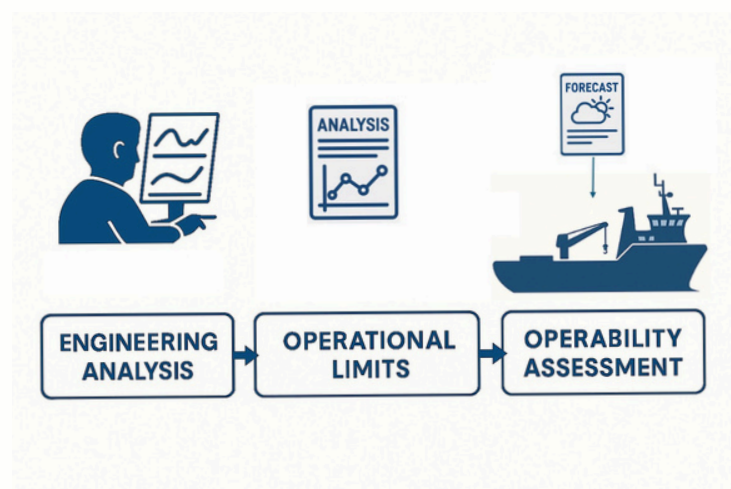 FORECAST
ANALYSIS
ENGINEERING
ANALYSIS
OPERATIONAL
LIMITS
OPERABILITY
ASSESSMENT